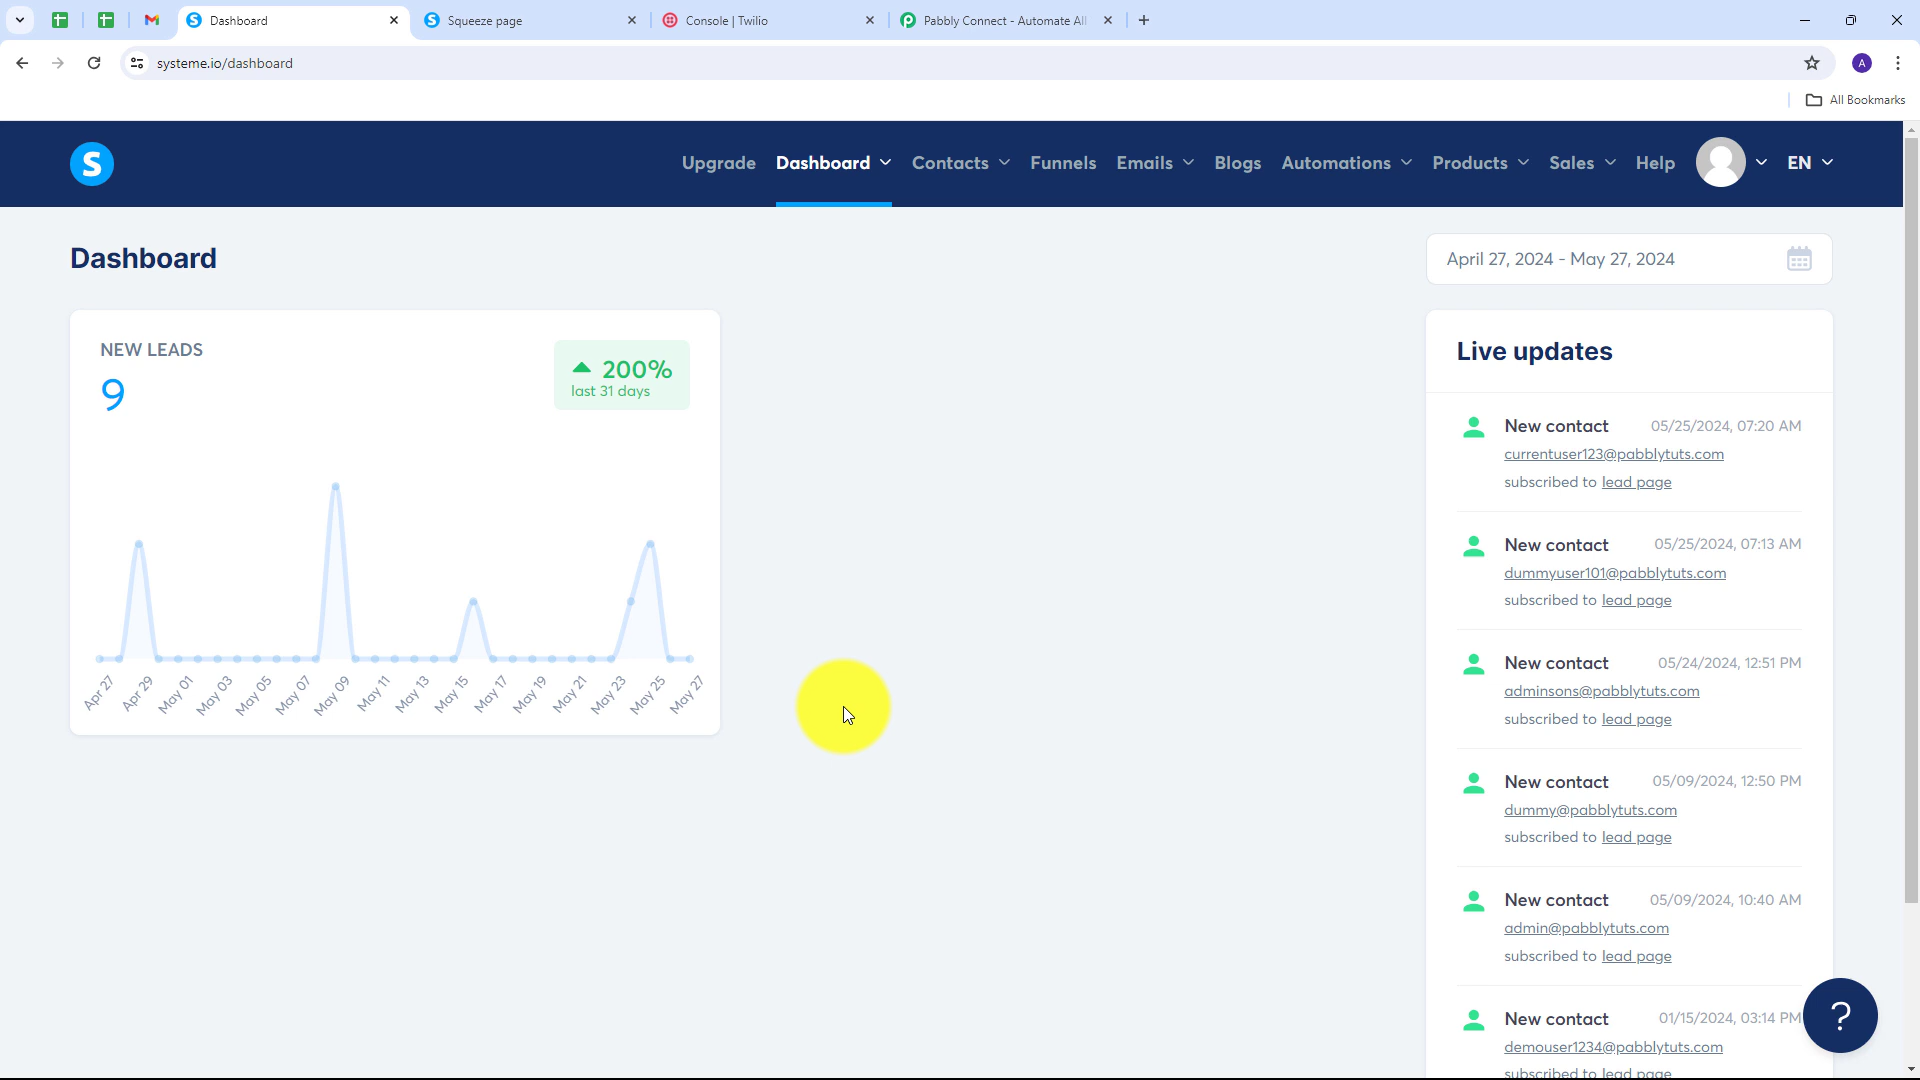 Dashboard
Squeeze page
Console | Twilio
Pabbly Connect - Automate All
systeme.io/dashboard
A
All Bookmarks
S
Upgrade
Dashboard
Contacts
Funnels
Emails
Blogs
Automations
Products
Sales
Help
EN
Dashboard
April 27, 2024 - May 27, 2024
NEW LEADS
9
200%
last 31 days
Apr 27
Apr 29
May 01
May 03
May 05
May 07
May 09
May 11
May 13
May 15
May 17
May 19
May 21
May 23
May 25
May 27
Live updates
New contact 05/25/2024, 07:20 AM
currentuser123@pabblytuts.com
subscribed to lead page
New contact 05/25/2024, 07:13 AM
dummyuser101@pabblytuts.com
subscribed to lead page
New contact 05/24/2024, 12:51 PM
adminsons@pabblytuts.com
subscribed to lead page
New contact 05/09/2024, 12:50 PM
dummy@pabblytuts.com
subscribed to lead page
New contact 05/09/2024, 10:40 AM
admin@pabblytuts.com
subscribed to lead page
New contact 01/15/2024, 03:14 PM
demouser1234@pabblytuts.com
subscribed to lead page
?